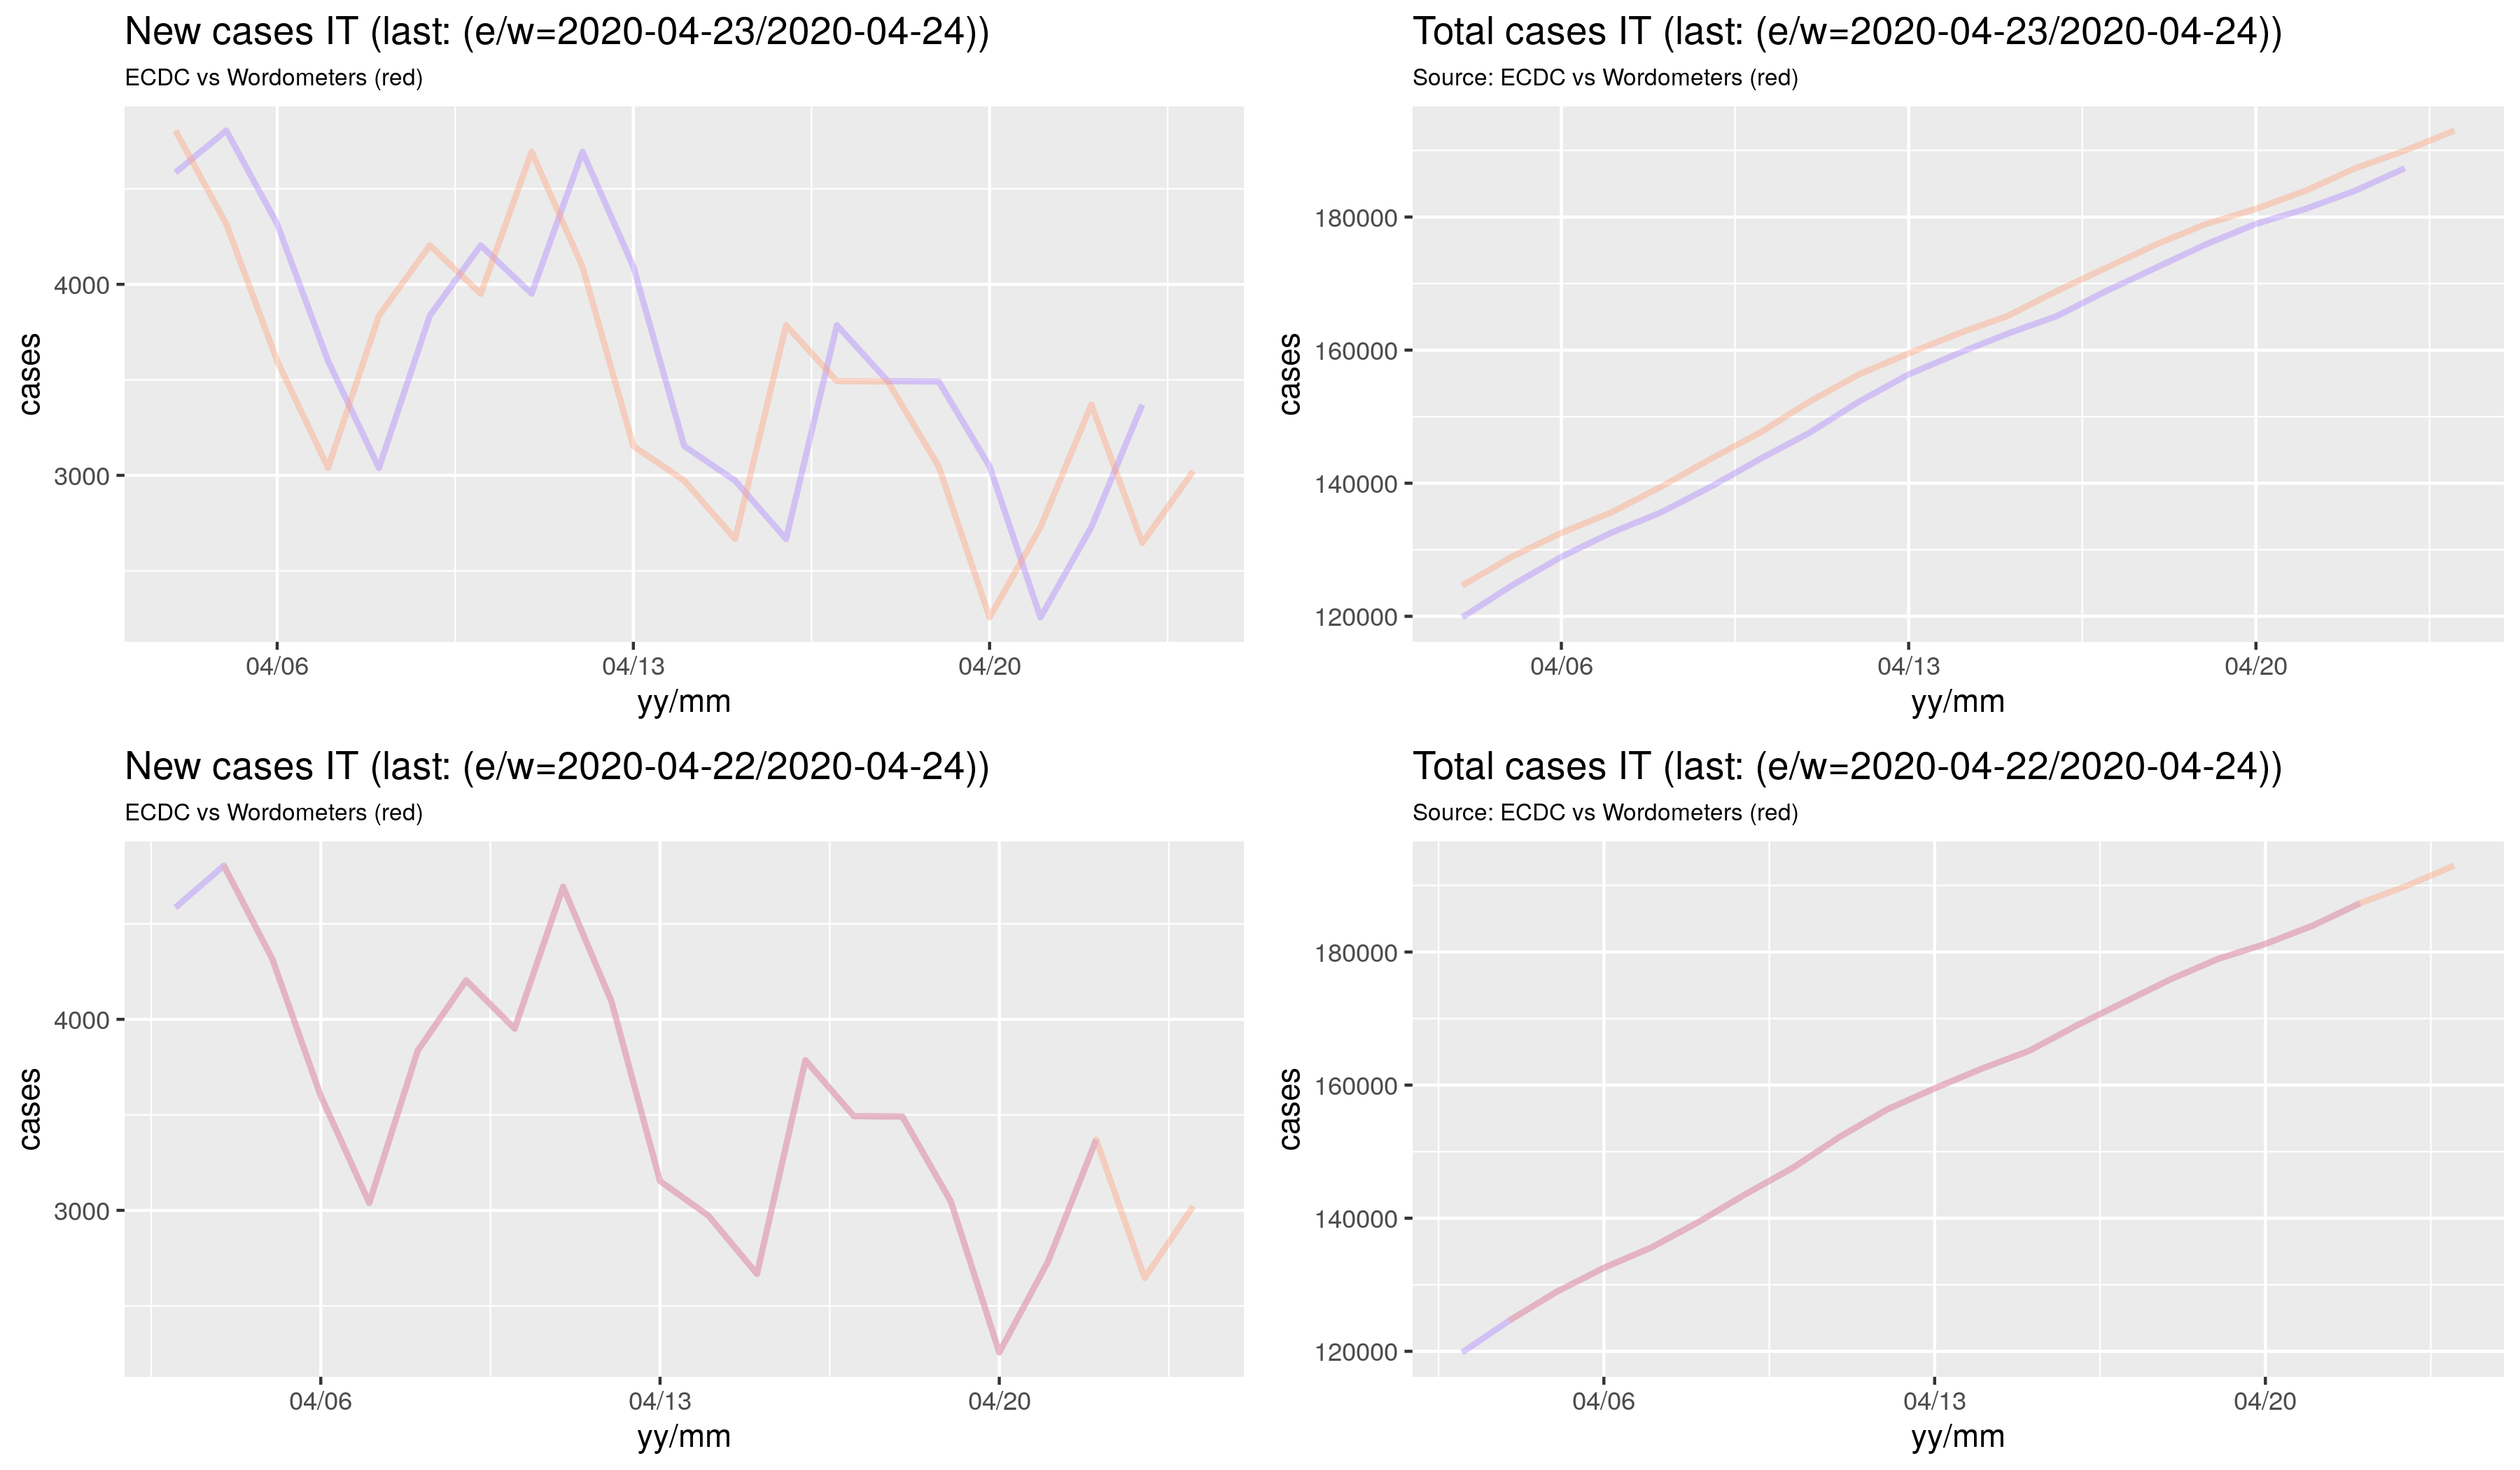 New cases IT (last: (e/w=2020-04-23/2020-04-24))
ECDC vs Wordometers (red)
cases
4000
3000
04/06 04/13 04/20
yy/mm
Total cases IT (last: (e/w=2020-04-23/2020-04-24))
Source: ECDC vs Wordometers (red)
cases
180000
160000
140000
120000
04/06 04/13 04/20
yy/mm
New cases IT (last: (e/w=2020-04-22/2020-04-24))
ECDC vs Wordometers (red)
cases
4000
3000
04/06 04/13 04/20
yy/mm
Total cases IT (last: (e/w=2020-04-22/2020-04-24))
Source: ECDC vs Wordometers (red)
cases
180000
160000
140000
120000
04/06 04/13 04/20
yy/mm